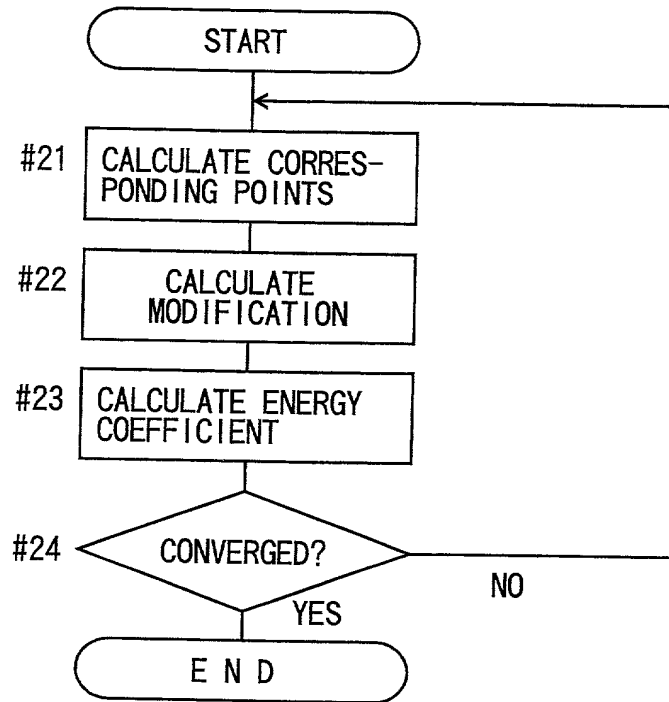 START
#21
CALCULATE CORRES-
PONDING POINTS
#22
CALCULATE
MODIFICATION
#23
CALCULATE ENERGY
COEFFICIENT
#24
CONVERGED?
NO
YES
END